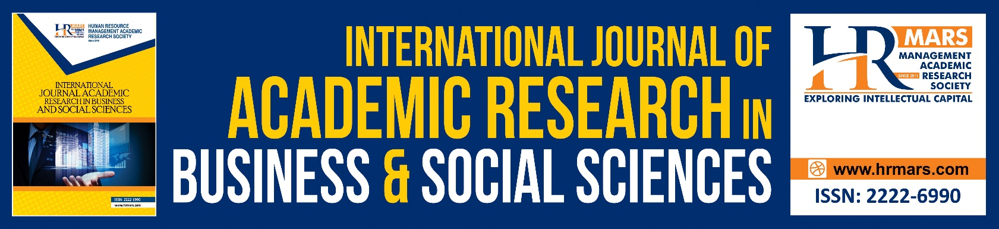 HR MARS
HUMAN RESOURCE
MANAGEMENT ACADEMIC
RESEARCH SOCIETY
INTERNATIONAL
JOURNAL ACADEMIC
RESEARCH IN BUSINESS
AND SOCIAL SCIENCES
ISSN: 2222-6990
www.hrmars.com
INTERNATIONAL JOURNAL OF
ACADEMIC RESEARCH IN
BUSINESS & SOCIAL SCIENCES
HR MARS
MANAGEMENT
ACADEMIC
SINCE 2011 RESEARCH
SOCIETY
EXPLORING INTELLECTUAL CAPITAL
www.hrmars.com
ISSN: 2222-6990